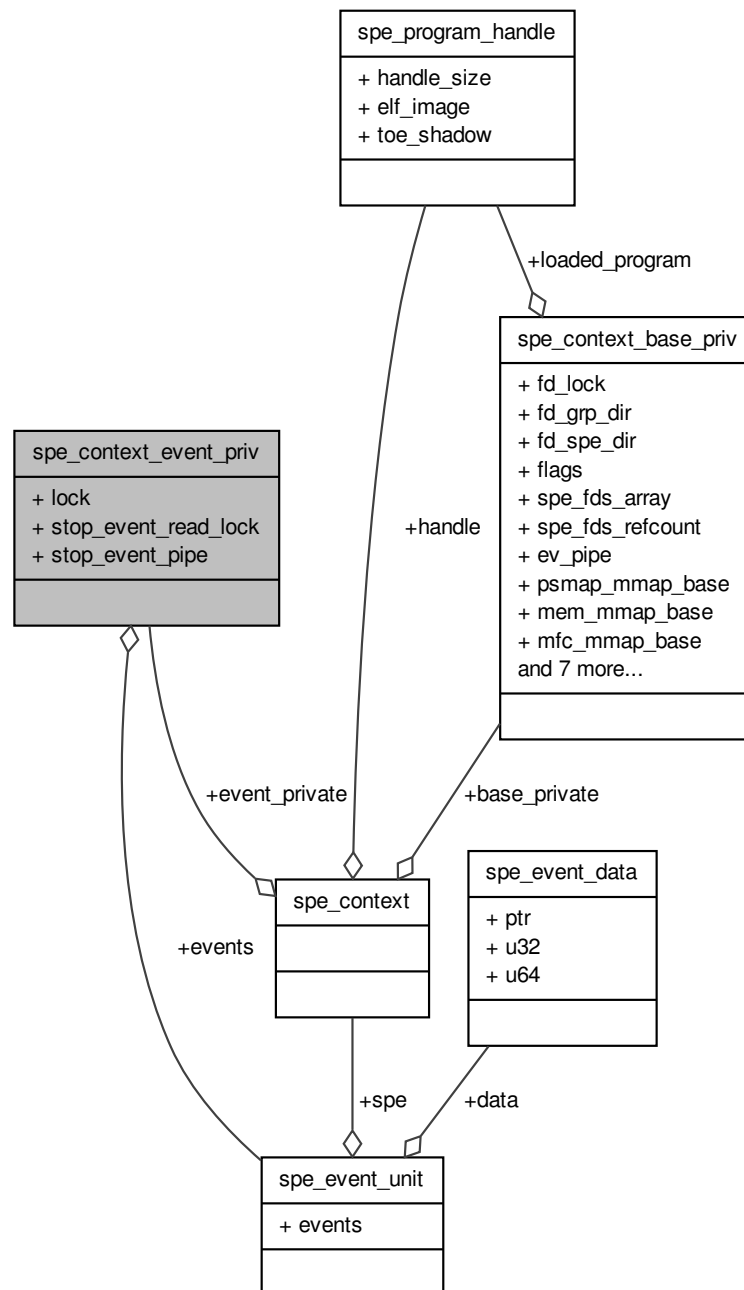 spe_program_handle
+ handle_size
+ elf_image
+ toe_shadow
+loaded_program
spe_context_base_priv
+ fd_lock
+ fd_grp_dir
+ fd_spe_dir
+ flags
+ spe_fds_array
+ spe_fds_refcount
+ ev_pipe
+ psmap_mmap_base
+ mem_mmap_base
+ mfc_mmap_base
and 7 more...
spe_context_event_priv
+ lock
+ stop_event_read_lock
+ stop_event_pipe
+handle
+event_private
+base_private
spe_context
spe_event_data
+ ptr
+ u32
+ u64
+events
+spe
+data
spe_event_unit
+ events